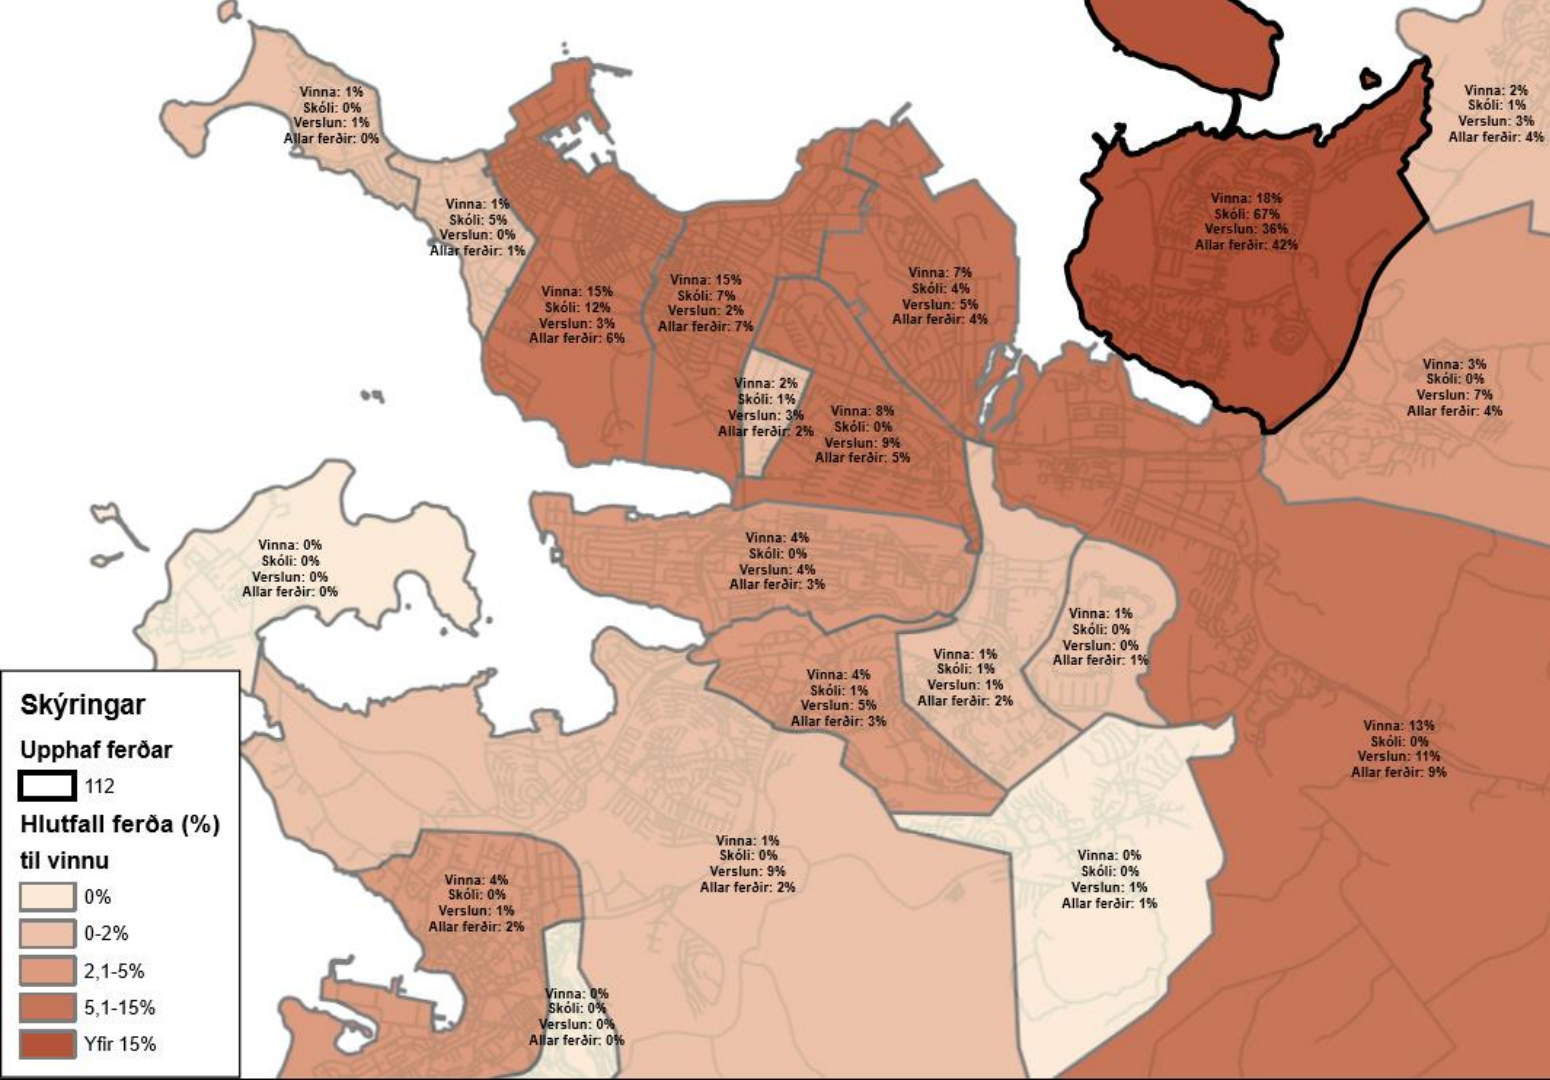 Vinna: 1%
Skóli: 0%
Verslun: 1%
Allar ferðir: 0%
Vinna: 2%
Skóli: 1%
Verslun: 3%
Allar ferðir: 4%
Vinna: 1%
Skóli: 5%
Verslun: 0%
Allar ferðir: 1%
Vinna: 18%
Skóli: 67%
Verslun: 36%
Allar ferðir: 42%
Vinna: 15%
Skóli: 12%
Verslun: 3%
Allar ferðir: 6%
Vinna: 15%
Skóli: 7%
Verslun: 2%
Allar ferðir: 7%
Vinna: 7%
Skóli: 4%
Verslun: 5%
Allar ferðir: 4%
Vinna: 2%
Skóli: 1%
Verslun: 3%
Allar ferðir: 2%
Vinna: 8%
Skóli: 0%
Verslun: 9%
Allar ferðir: 5%
Vinna: 3%
Skóli: 0%
Verslun: 7%
Allar ferðir: 4%
Vinna: 0%
Skóli: 0%
Verslun: 0%
Allar ferðir: 0%
Vinna: 4%
Skóli: 0%
Verslun: 4%
Allar ferðir: 3%
Vinna: 1%
Skóli: 0%
Verslun: 0%
Allar ferðir: 1%
Vinna: 4%
Skóli: 1%
Verslun: 5%
Allar ferðir: 3%
Vinna: 1%
Skóli: 1%
Verslun: 1%
Allar ferðir: 2%
Vinna: 13%
Skóli: 0%
Verslun: 11%
Allar ferðir: 9%
Vinna: 1%
Skóli: 0%
Verslun: 9%
Allar ferðir: 2%
Vinna: 0%
Skóli: 0%
Verslun: 1%
Allar ferðir: 1%
Vinna: 4%
Skóli: 0%
Verslun: 1%
Allar ferðir: 2%
Vinna: 0%
Skóli: 0%
Verslun: 0%
Allar ferðir: 0%
Skýringar
Upphaf ferðar
112
Hlutfall ferða (%)
til vinnu
0%
0-2%
2,1-5%
5,1-15%
Yfir 15%